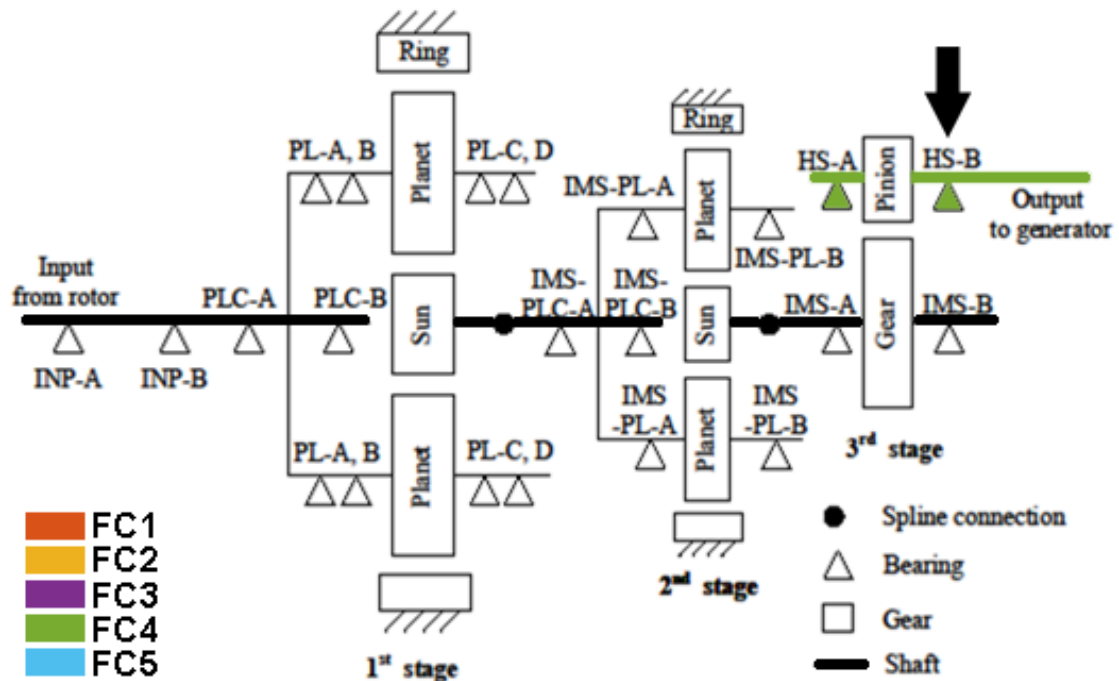 Ring
PL-A, B
Planet
PL-C, D
Ring
IMS-PL-A
Planet
IMS-PL-B
HS-A
Pinion
HS-B
Output
to generator
Input
from rotor
PLC-A
PLC-B
INP-A
INP-B
Sun
IMS-
PLC-A
IMS-
PLC-B
Sun
IMS-A
Gear
IMS-B
PL-A, B
Planet
PL-C, D
IMS
-PL-A
Planet
IMS
-PL-B
3rd stage
2nd stage
1st stage
FC1
FC2
FC3
FC4
FC5
Spline connection
Bearing
Gear
Shaft